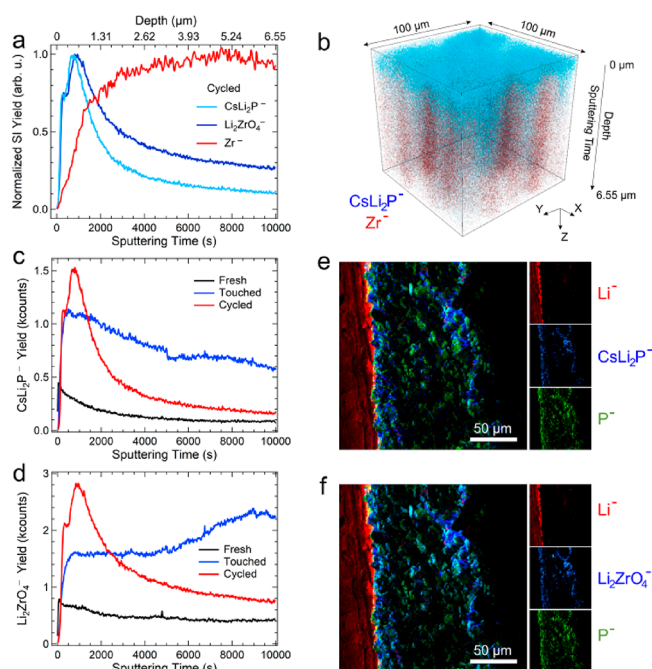 a
Depth (µm)
0 1.31 2.62 3.93 5.24 6.55
Normalized SI Yield (arb. u.)
1.0
0.5
0.0
Cycled
CsLi₂P⁻
Li₂ZrO₄⁻
Zr⁻
0 2000 4000 6000 8000 10000
Sputtering Time (s)
b
100 µm
100 µm
0 µm
Depth
Sputtering Time
6.55 µm
CsLi₂P⁻
Zr⁻
Y X
Z
c
CsLi₂P⁻ Yield (kcounts)
1.5
1.0
0.5
0.0
Fresh
Touched
Cycled
0 2000 4000 6000 8000 10000
Sputtering Time (s)
d
Li₂ZrO₄⁻ Yield (kcounts)
3
2
1
0
Fresh
Touched
Cycled
0 2000 4000 6000 8000 10000
Sputtering Time (s)
e
50 µm
Li⁻
CsLi₂P⁻
P⁻
f
50 µm
Li⁻
Li₂ZrO₄⁻
P⁻